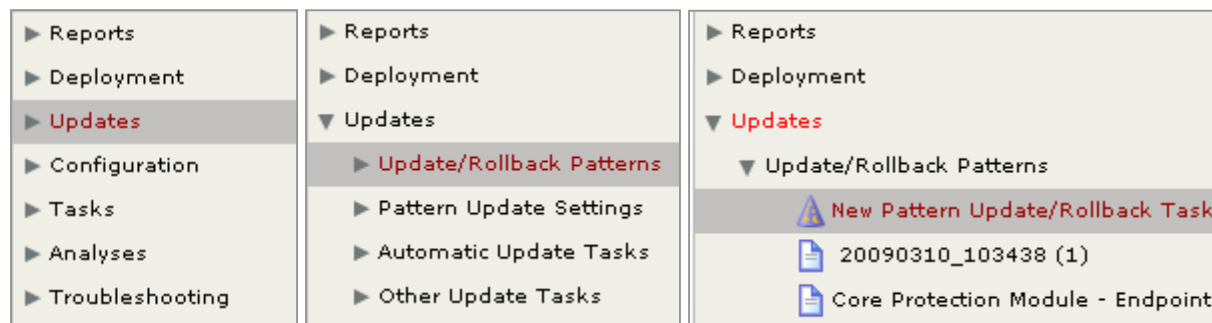 Reports
Deployment
Updates
Configuration
Tasks
Analyses
Troubleshooting
Reports
Deployment
Updates
Update/Rollback Patterns
Pattern Update Settings
Automatic Update Tasks
Other Update Tasks
Reports
Deployment
Updates
Update/Rollback Patterns
New Pattern Update/Rollback Task
20090310_103438 (1)
Core Protection Module - Endpoint